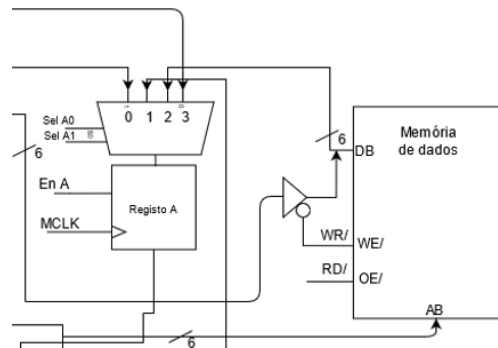 0 1 2 3
Sel A0
Sel A1
6
En A
MCLK
Registo A
6
DB
Memória
de dados
WR/
WE/
RD/
OE/
AB
6